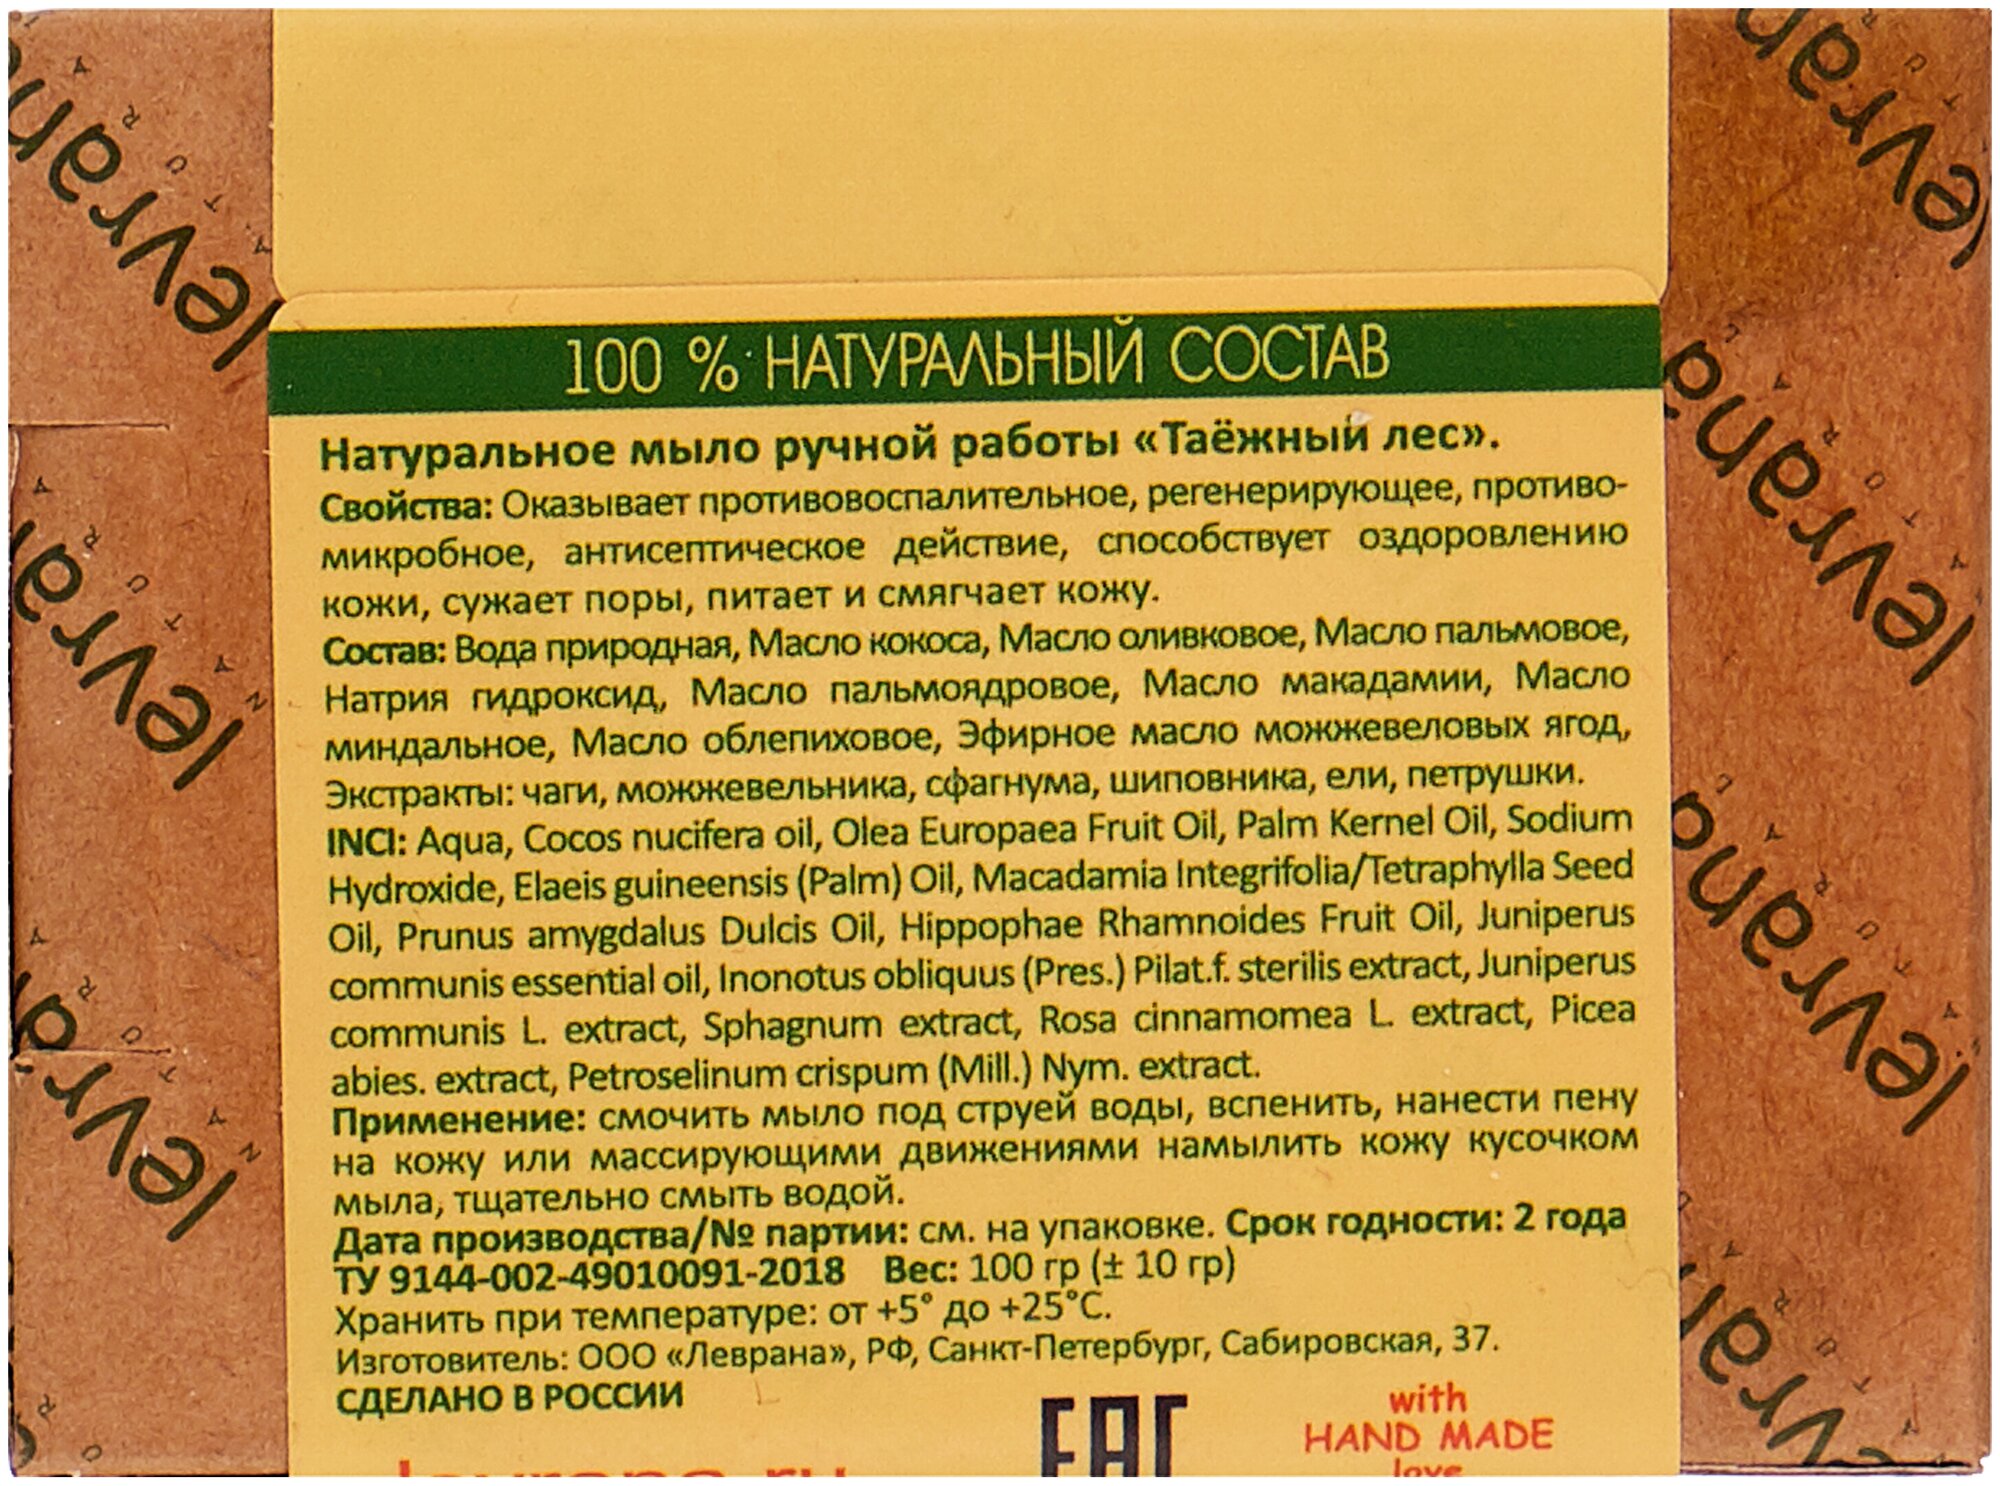 100 % НАТУРАЛЬНЫЙ СОСТАВ
Натуральное мыло ручной работы «Таёжный лес».
Свойства: Оказывает противовоспалительное, регенерирующее, противо-
микробное, антисептическое действие, способствует оздоровлению
кожи, сужает поры, питает и смягчает кожу.
Состав: Вода природная, Масло кокоса, Масло оливковое, Масло пальмовое,
Натрия гидроксид, Масло пальмоядровое, Масло макадамии, Масло
миндальное, Масло облепиховое, Эфирное масло можжевеловых ягод,
Экстракты: чаги, можжевельника, сфагнума, шиповника, ели, петрушки.
INCI: Aqua, Cocos nucifera oil, Olea Europaea Fruit Oil, Palm Kernel Oil, Sodium
Hydroxide, Elaeis guineensis (Palm) Oil, Macadamia Integrifolia/Tetraphylla Seed
Oil, Prunus amygdalus Dulcis Oil, Hippophae Rhamnoides Fruit Oil, Juniperus
communis essential oil, Inonotus obliquus (Pres.) Pilat.f. sterilis extract, Juniperus
communis L. extract, Sphagnum extract, Rosa cinnamomea L. extract, Picea
abies. extract, Petroselinum crispum (Mill.) Nym. extract.
Применение: смочить мыло под струей воды, вспенить, нанести пену
на кожу или массирующими движениями намылить кожу кусочком
мыла, тщательно смыть водой.
Дата производства/№ партии: см. на упаковке. Срок годности: 2 года
ТУ 9144-002-49010091-2018 Вес: 100 гр (± 10 гр)
Хранить при температуре: от +5° до +25°С.
Изготовитель: ООО «Леврана», РФ, Санкт-Петербург, Сабировская, 37.
СДЕЛАНО В РОССИИ
levrana.ru
EAC
with
HAND MADE
love
levrana
levrana
levrana